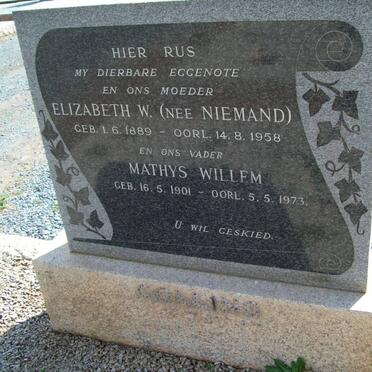 HIER RUS
MY DIERBARE EGGENOTE
EN ONS MOEDER
ELIZABETH W. (NEE NIEMAND)
GEB. 1.6.1889 - OORL. 14.8.1958
EN ONS VADER
MATHYS WILLEM
GEB. 16.5.1901 - OORL. 5.5.1973.
U WIL GESKIED.